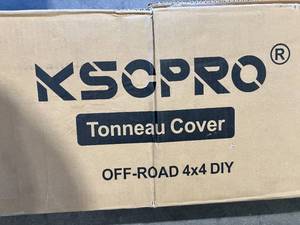 KSCPRO®
Tonneau Cover
OFF-ROAD 4x4 DIY